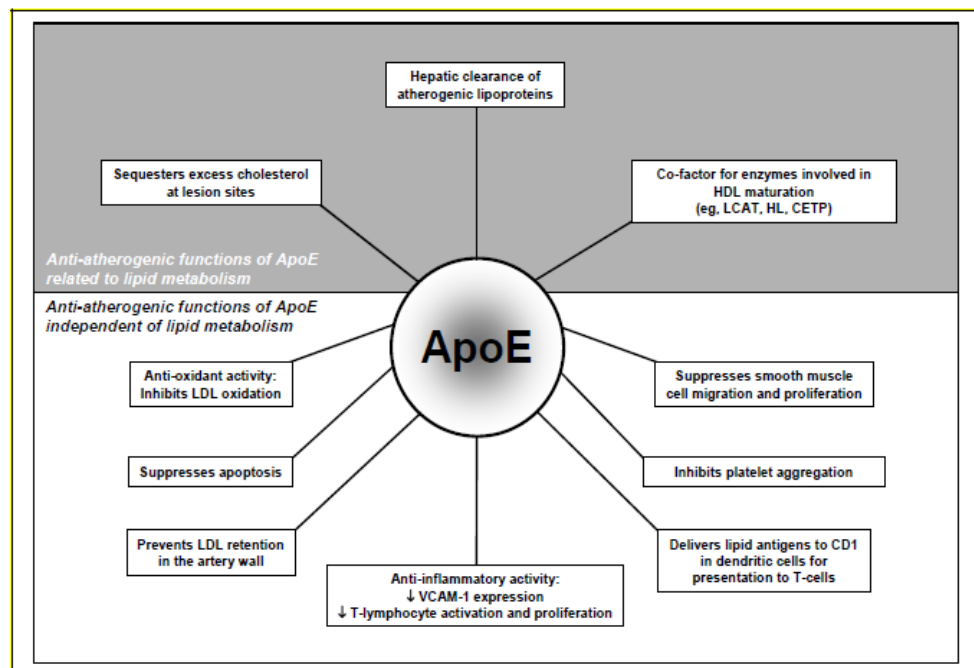 Hepatic clearance of
atherogenic lipoproteins
Sequesters excess cholesterol
at lesion sites
Co-factor for enzymes involved in
HDL maturation
(eg, LCAT, HL, CETP)
Anti-atherogenic functions of ApoE
related to lipid metabolism
Anti-atherogenic functions of ApoE
independent of lipid metabolism
ApoE
Anti-oxidant activity:
Inhibits LDL oxidation
Suppresses smooth muscle
cell migration and proliferation
Suppresses apoptosis
Inhibits platelet aggregation
Prevents LDL retention
in the artery wall
Delivers lipid antigens to CD1
in dendritic cells for
presentation to T-cells
Anti-inflammatory activity:
↓ VCAM-1 expression
↓ T-lymphocyte activation and proliferation